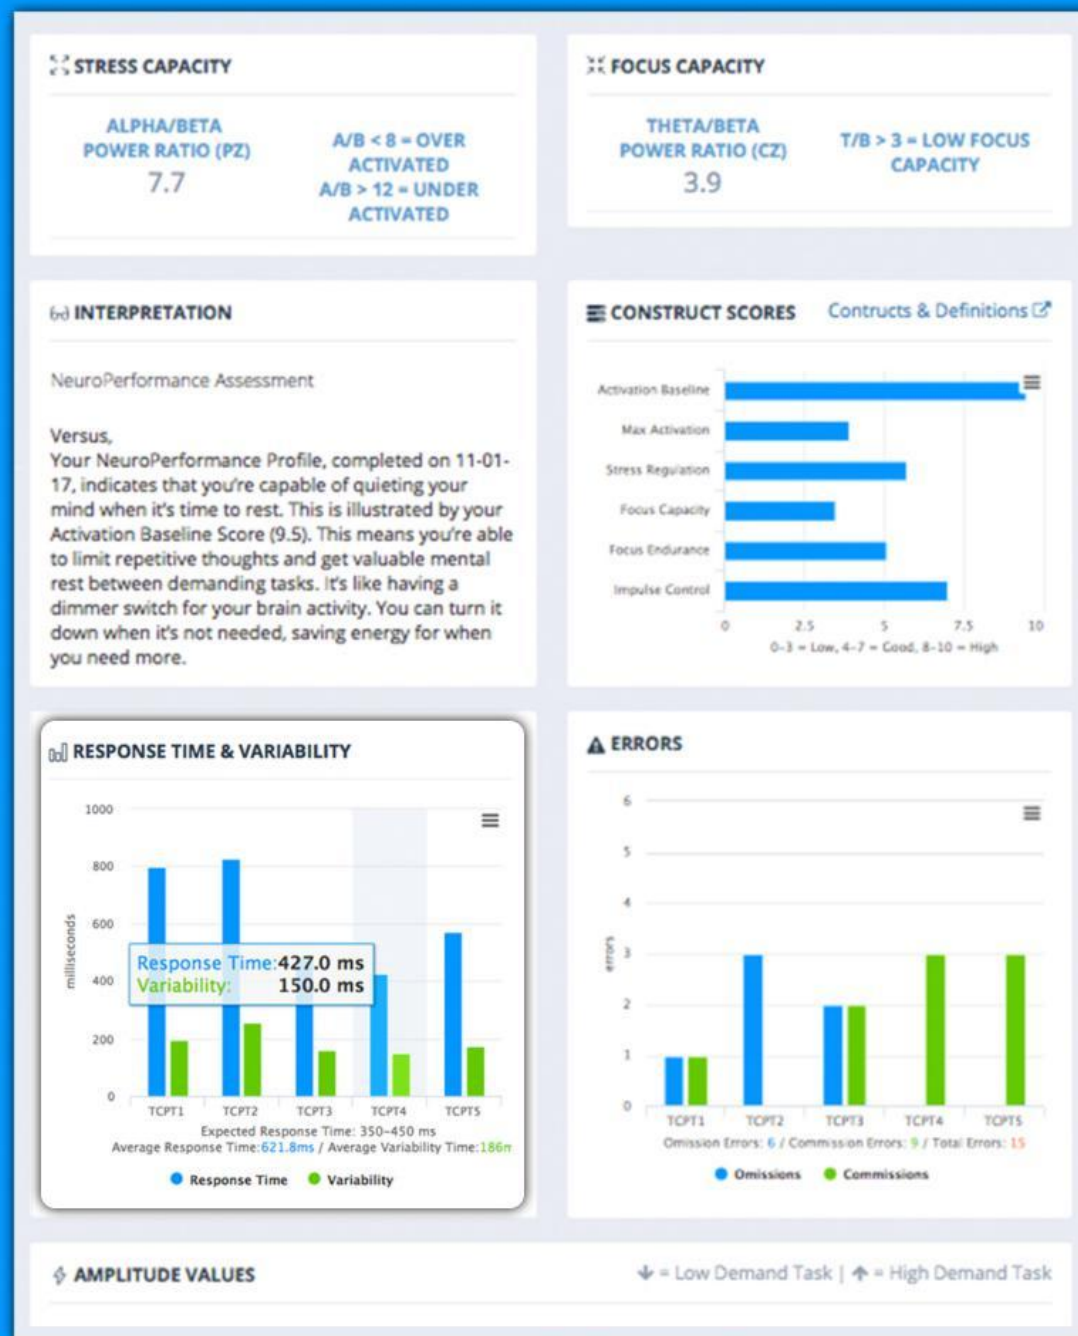 STRESS CAPACITY
ALPHA/BETA
POWER RATIO (PZ)
7.7
A/B < 8 = OVER
ACTIVATED
A/B > 12 = UNDER
ACTIVATED
FOCUS CAPACITY
THETA/BETA
POWER RATIO (CZ)
3.9
T/B > 3 = LOW FOCUS
CAPACITY
INTERPRETATION
NeuroPerformance Assessment
Versus,
Your NeuroPerformance Profile, completed on 11-01-
17, indicates that you're capable of quieting your
mind when it's time to rest. This is illustrated by your
Activation Baseline Score (9.5). This means you're able
to limit repetitive thoughts and get valuable mental
rest between demanding tasks. It's like having a
dimmer switch for your brain activity. You can turn it
down when it's not needed, saving energy for when
you need more.
CONSTRUCT SCORES
Contructs & Definitions
Activation Baseline
Max Activation
Stress Regulation
Focus Capacity
Focus Endurance
Impulse Control
0 2.5 5 7.5 10
0-3 = Low, 4-7 = Good, 8-10 = High
RESPONSE TIME & VARIABILITY
1000
800
600
400
200
0
milliseconds
Response Time: 427.0 ms
Variability: 150.0 ms
TCPT1 TCPT2 TCPT3 TCPT4 TCPT5
Expected Response Time: 350-450 ms
Average Response Time:621.8ms / Average Variability Time:186m
Response Time Variability
ERRORS
6
5
4
3
2
1
0
errors
TCPT1 TCPT2 TCPT3 TCPT4 TCPT5
Omission Errors: 6 / Commission Errors: 9 / Total Errors: 15
Omissions Commissions
AMPLITUDE VALUES
= Low Demand Task | = High Demand Task